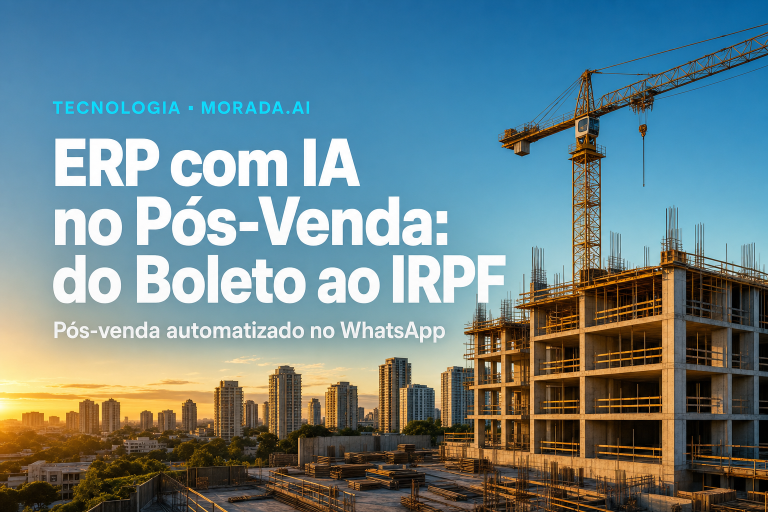 TECNOLOGIA • MORADA.AI
ERP com IA
no Pós-Venda:
do Boleto ao IRPF
Pós-venda automatizado no WhatsApp